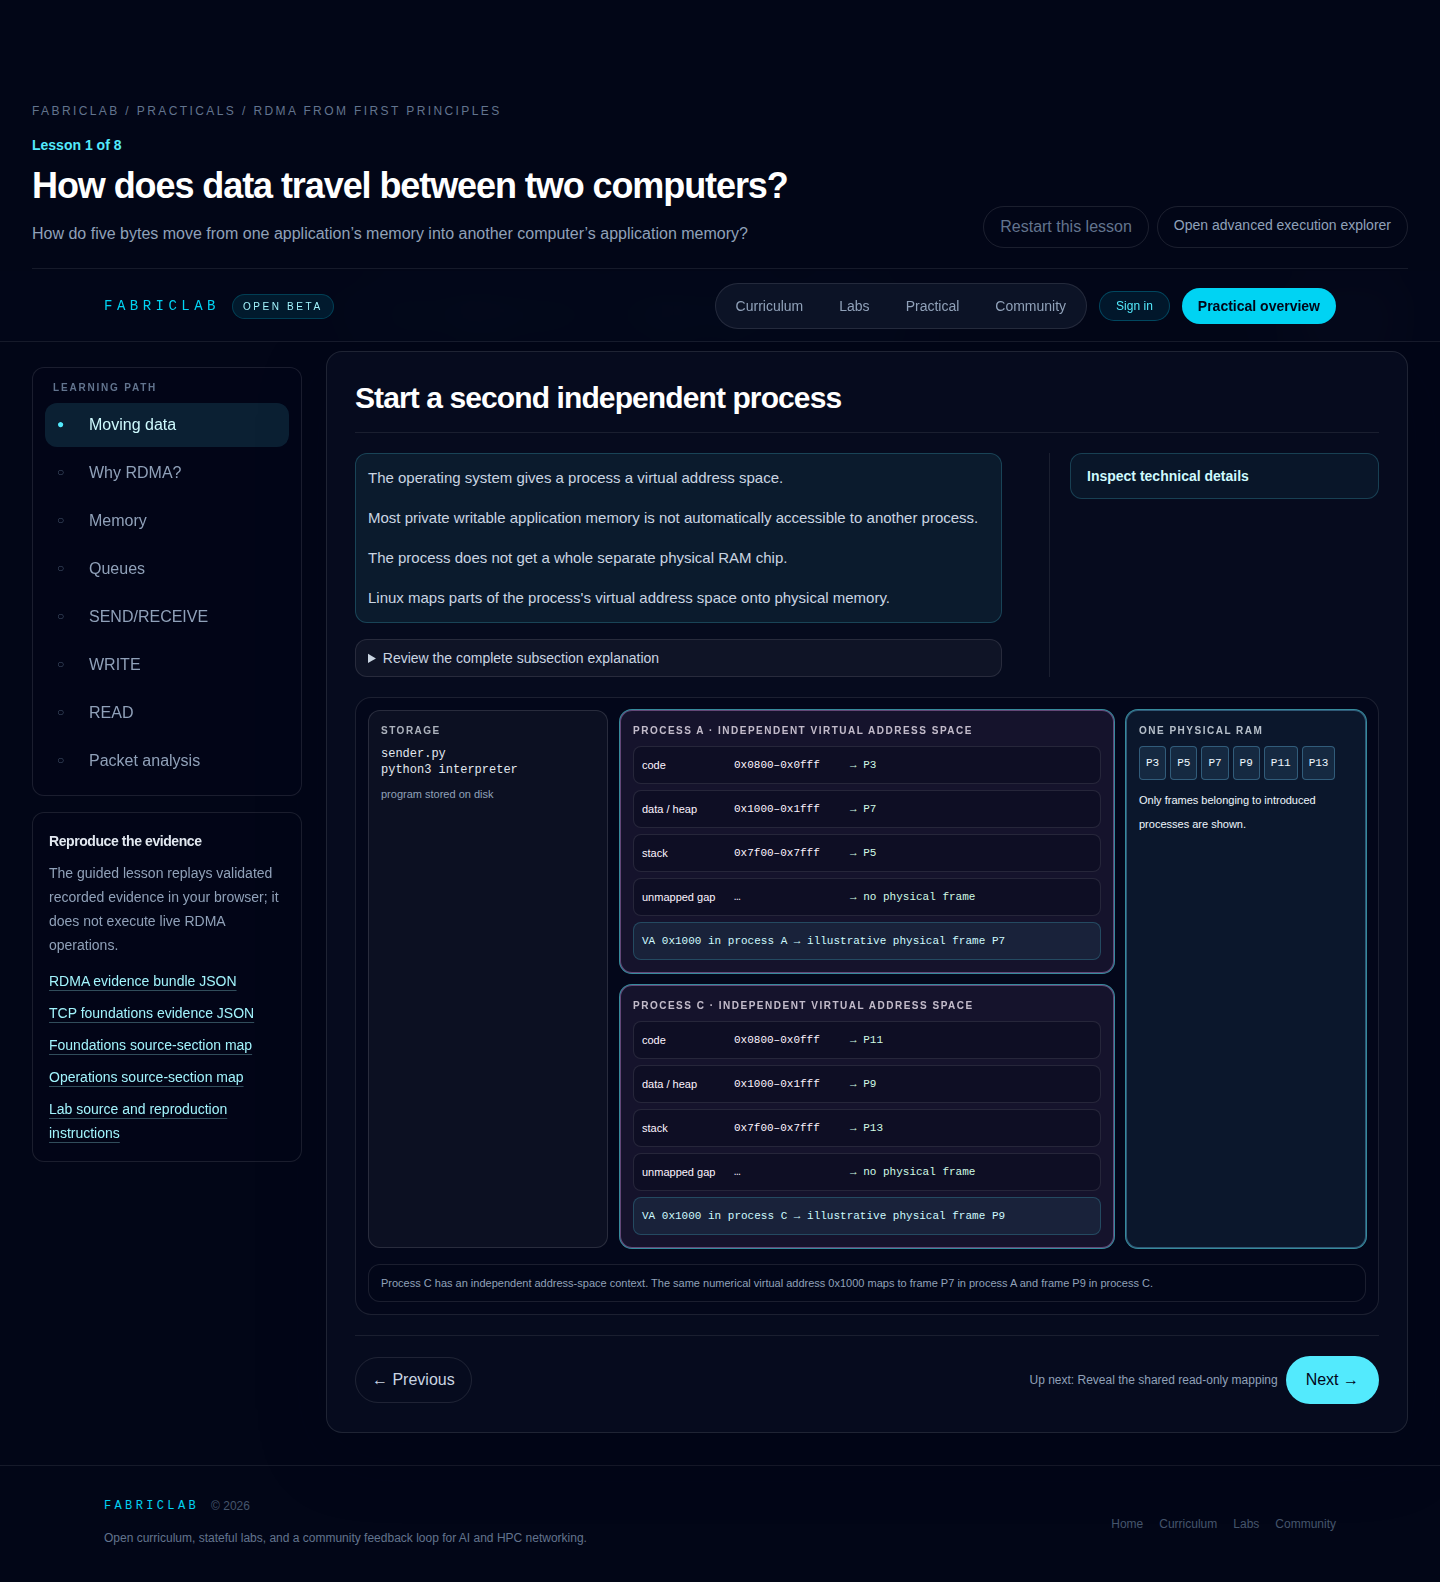 FABRICLAB / PRACTICALS / RDMA FROM FIRST PRINCIPLES
Lesson 1 of 8
How does data travel between two computers?
How do five bytes move from one application’s memory into another computer’s application memory?
Restart this lesson
Open advanced execution explorer
FABRICLAB
OPEN BETA
Curriculum
Labs
Practical
Community
Sign in
Practical overview
LEARNING PATH
Moving data
Why RDMA?
Memory
Queues
SEND/RECEIVE
WRITE
READ
Packet analysis
Reproduce the evidence
The guided lesson replays validated
recorded evidence in your browser; it
does not execute live RDMA
operations.
RDMA evidence bundle JSON
TCP foundations evidence JSON
Foundations source-section map
Operations source-section map
Lab source and reproduction
instructions
Start a second independent process
The operating system gives a process a virtual address space.
Most private writable application memory is not automatically accessible to another process.
The process does not get a whole separate physical RAM chip.
Linux maps parts of the process's virtual address space onto physical memory.
Inspect technical details
▶ Review the complete subsection explanation
STORAGE
sender.py
python3 interpreter
program stored on disk
PROCESS A · INDEPENDENT VIRTUAL ADDRESS SPACE
code 0x0800–0x0fff → P3
data / heap 0x1000–0x1fff → P7
stack 0x7f00–0x7fff → P5
unmapped gap … → no physical frame
VA 0x1000 in process A → illustrative physical frame P7
PROCESS C · INDEPENDENT VIRTUAL ADDRESS SPACE
code 0x0800–0x0fff → P11
data / heap 0x1000–0x1fff → P9
stack 0x7f00–0x7fff → P13
unmapped gap … → no physical frame
VA 0x1000 in process C → illustrative physical frame P9
ONE PHYSICAL RAM
P3 P5 P7 P9 P11 P13
Only frames belonging to introduced
processes are shown.
Process C has an independent address-space context. The same numerical virtual address 0x1000 maps to frame P7 in process A and frame P9 in process C.
← Previous
Up next: Reveal the shared read-only mapping
Next →
FABRICLAB © 2026
Open curriculum, stateful labs, and a community feedback loop for AI and HPC networking.
Home
Curriculum
Labs
Community